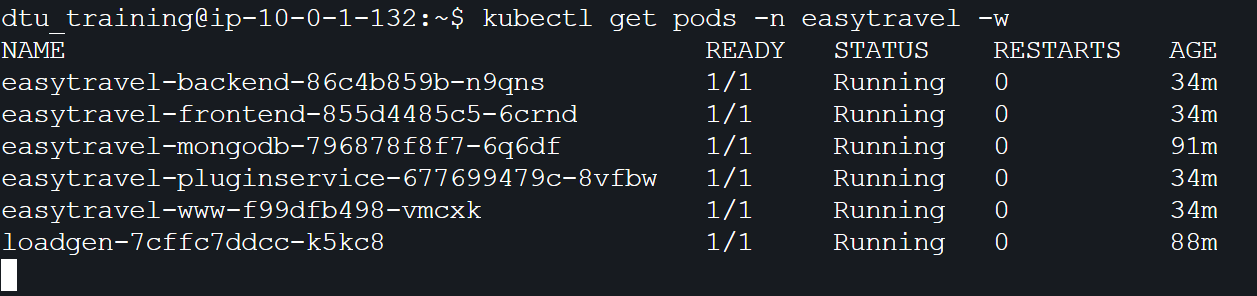 dtu_training@ip-10-0-1-132:~$ kubectl get pods -n easytravel -w
NAME READY STATUS RESTARTS AGE
easytravel-backend-86c4b859b-n9qns 1/1 Running 0 34m
easytravel-frontend-855d4485c5-6crnd 1/1 Running 0 34m
easytravel-mongodb-796878f8f7-6q6df 1/1 Running 0 91m
easytravel-pluginservice-677699479c-8vfbw 1/1 Running 0 34m
easytravel-www-f99dfb498-vmcxk 1/1 Running 0 34m
loadgen-7cffc7ddcc-k5kc8 1/1 Running 0 88m